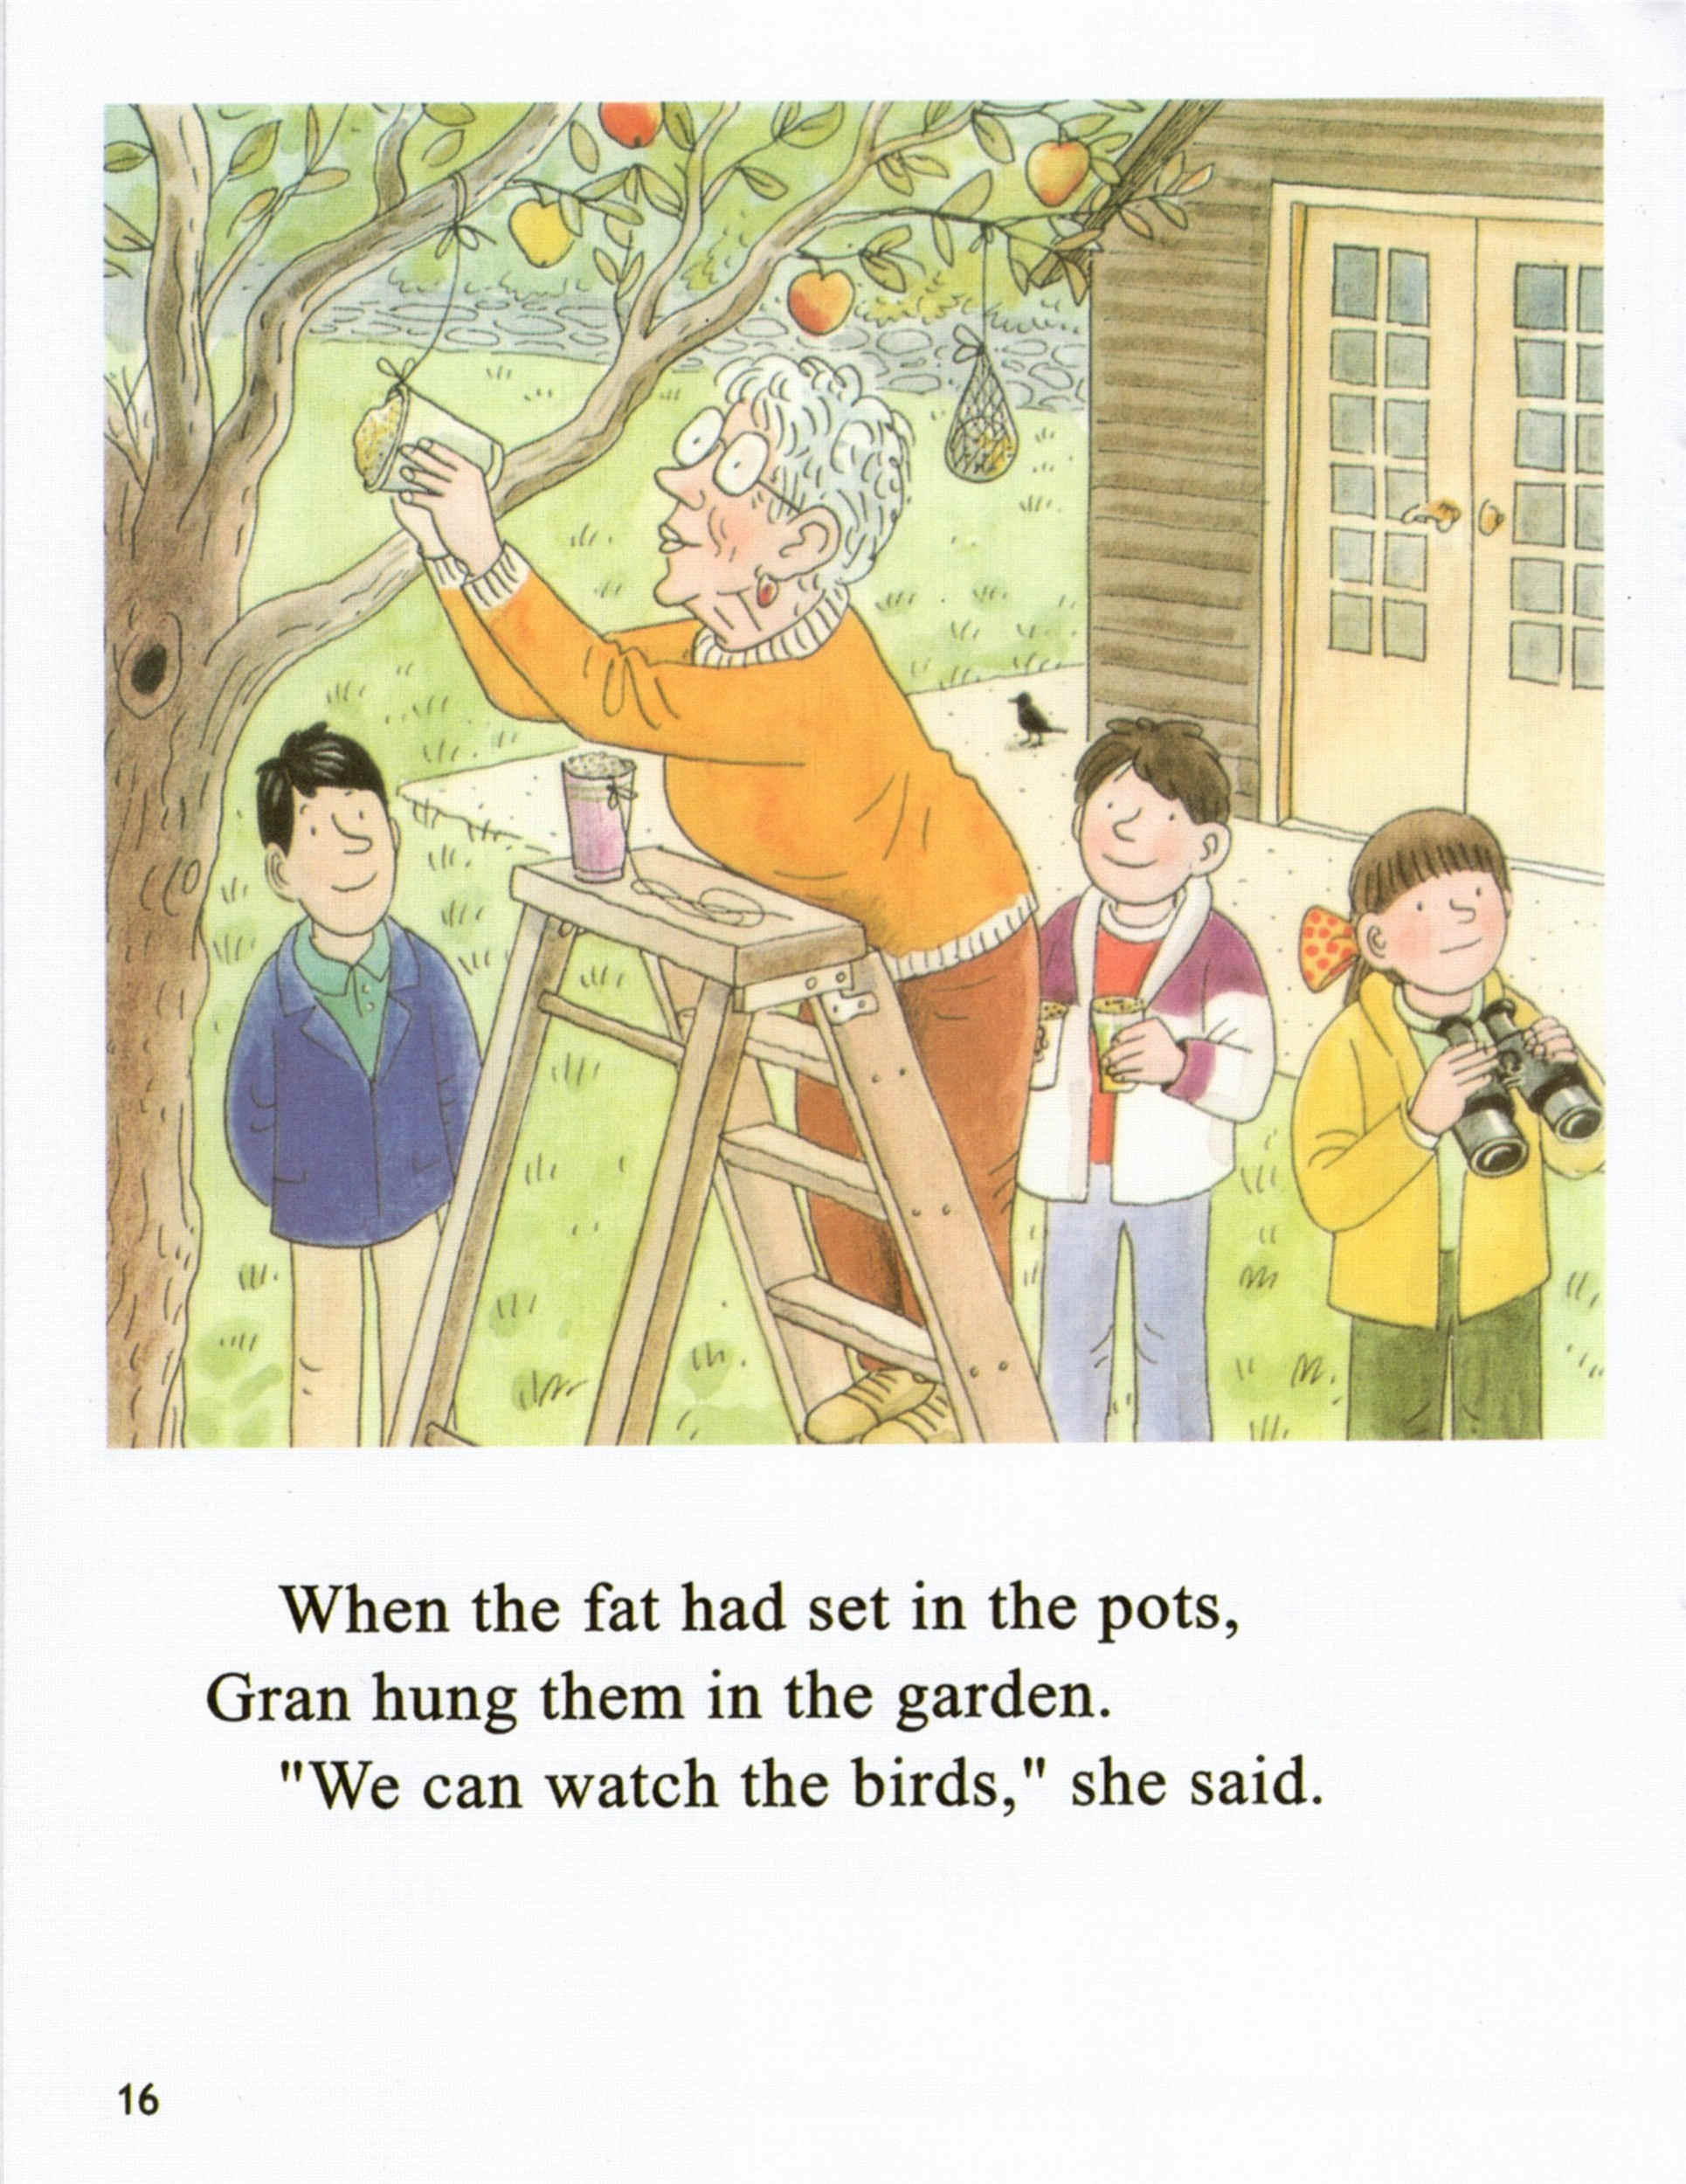 When the fat had set in the pots,
Gran hung them in the garden.
"We can watch the birds," she said.
16